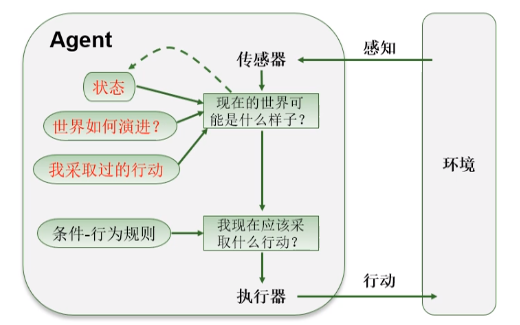 Agent
传感器
感知
状态
现在的世界可
能是什么样子？
世界如何演进？
我采取过的行动
环境
条件-行为规则
我现在应该采
取什么行动？
执行器
行动